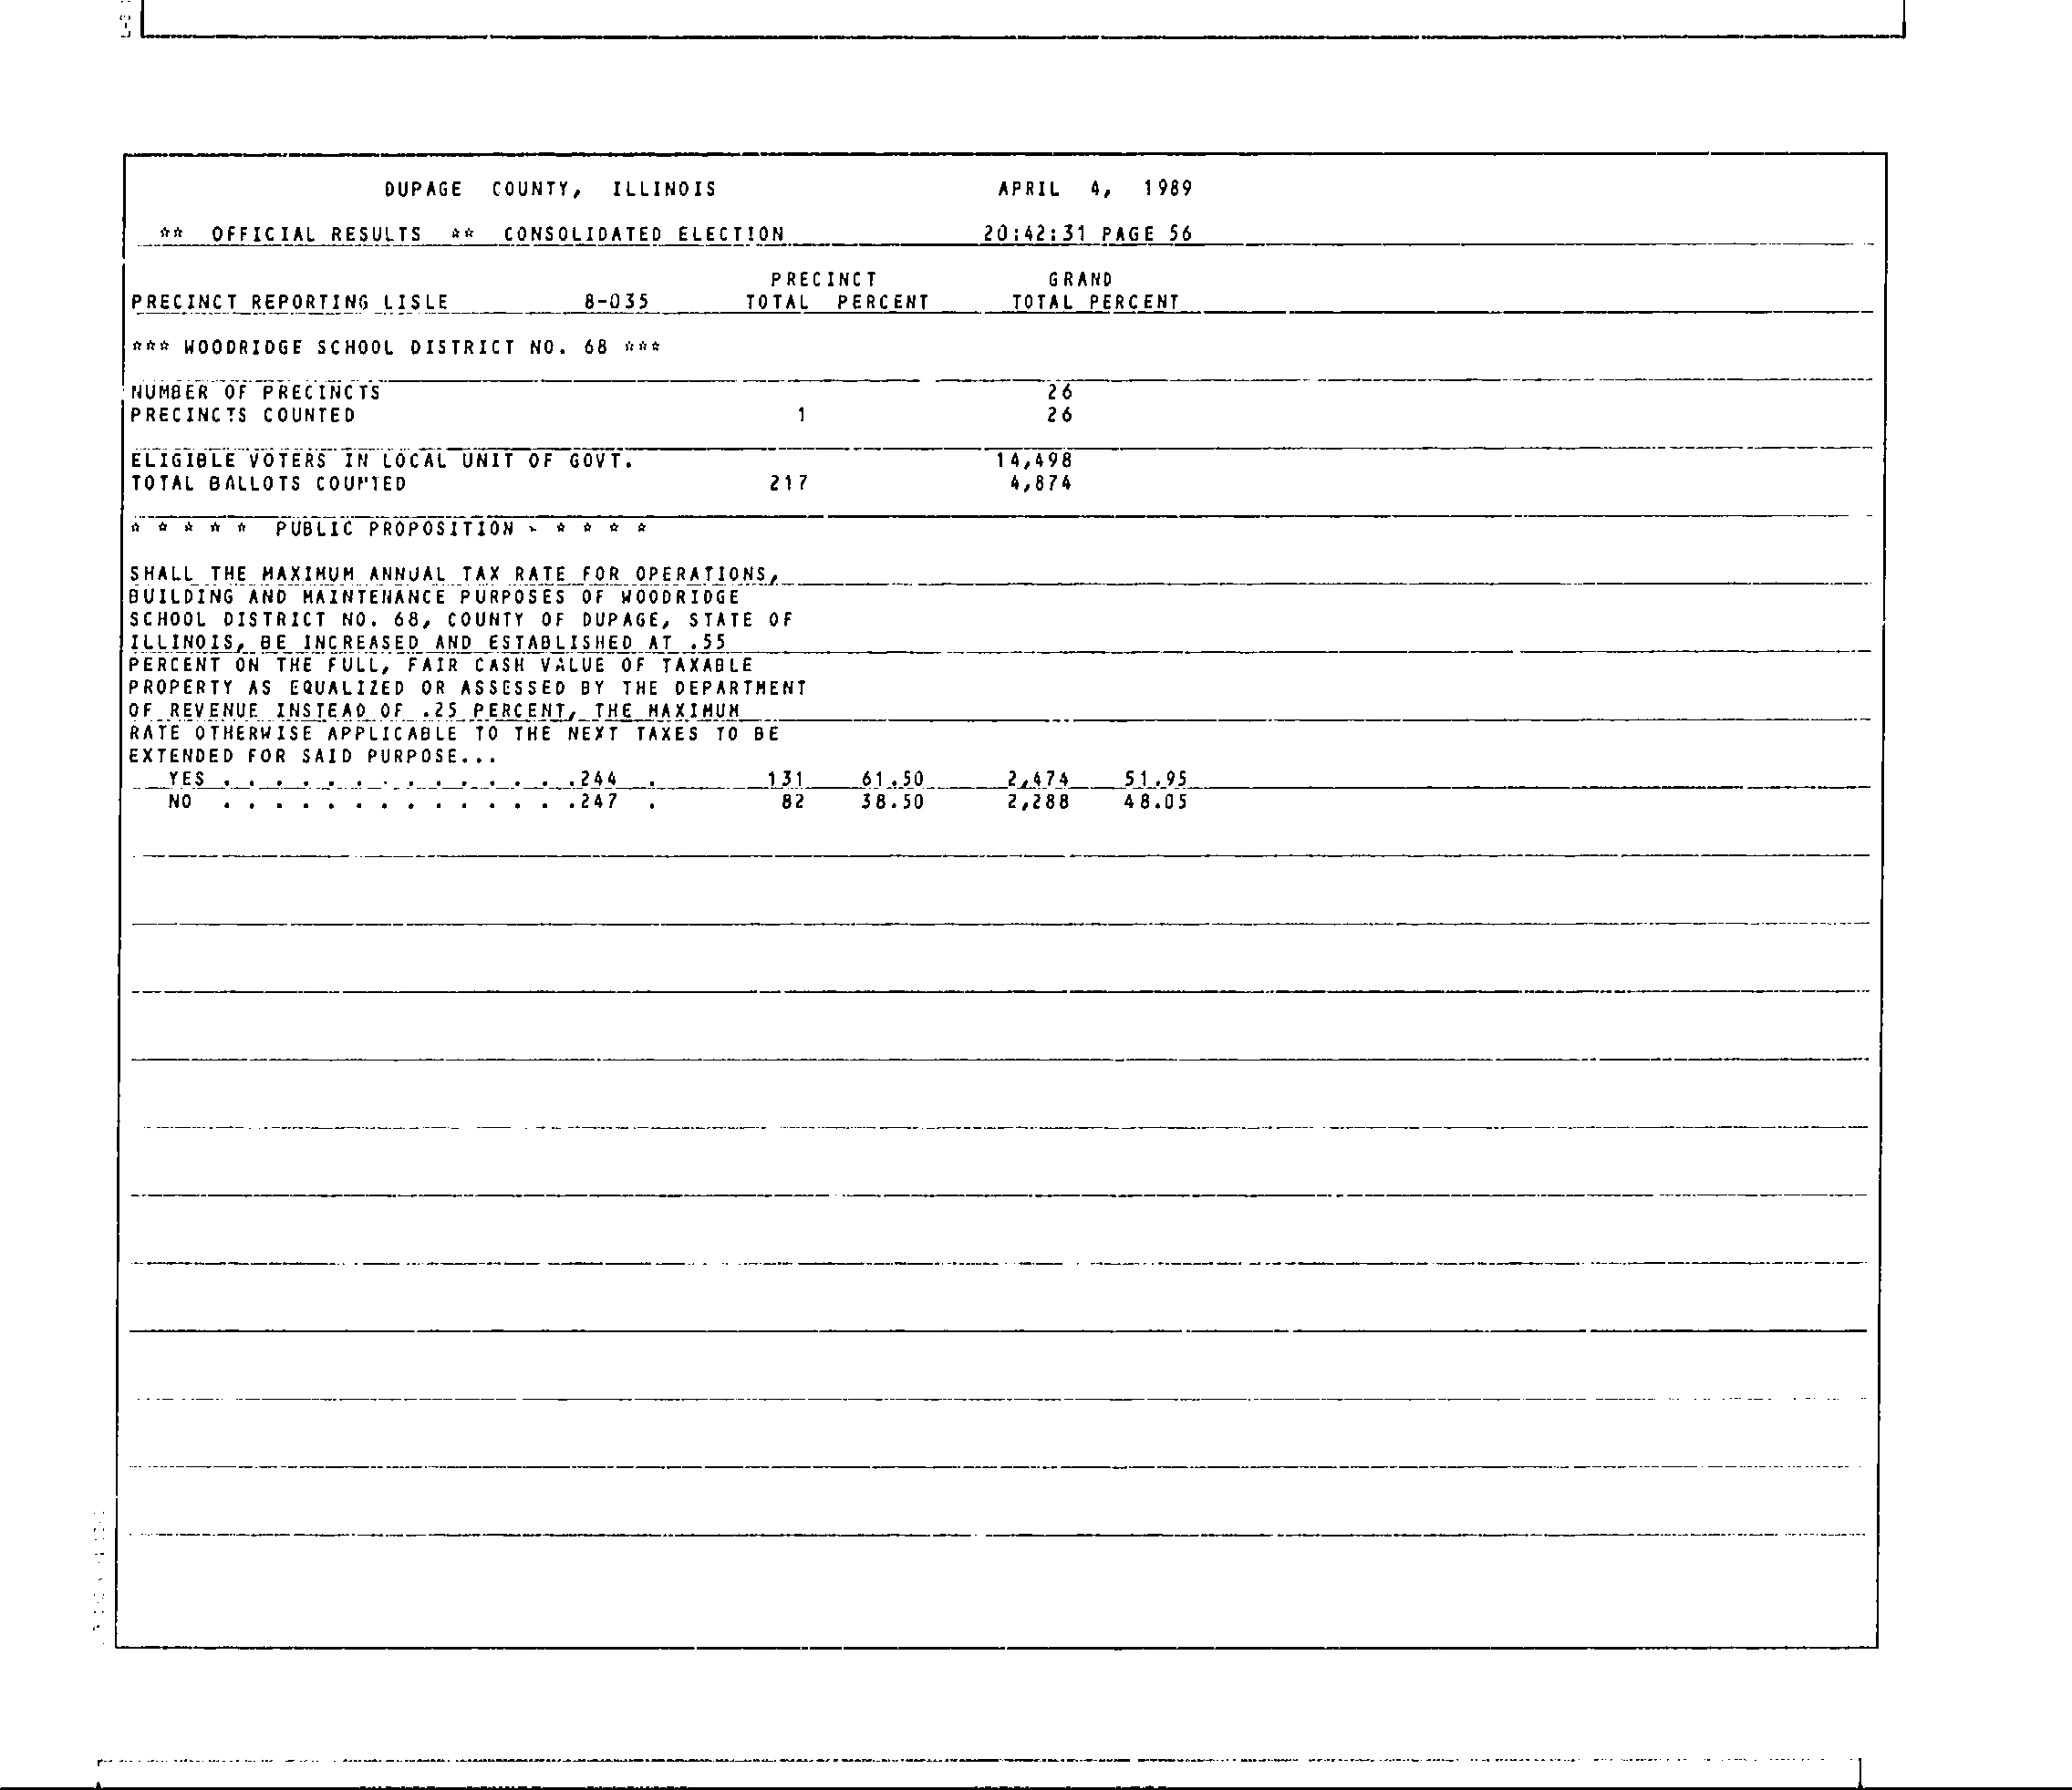 DUPAGE COUNTY, ILLINOIS APRIL 4, 1989
** OFFICIAL RESULTS ** CONSOLIDATED ELECTION 20:42:31 PAGE 56
PRECINCT GRAND
PRECINCT REPORTING LISLE 8-035 TOTAL PERCENT TOTAL PERCENT
*** WOODRIDGE SCHOOL DISTRICT NO. 68 ***
NUMBER OF PRECINCTS 26
PRECINCTS COUNTED 1 26
ELIGIBLE VOTERS IN LOCAL UNIT OF GOVT. 14,498
TOTAL BALLOTS COUNTED 217 4,874
* * * * * PUBLIC PROPOSITION * * * * *
SHALL THE MAXIMUM ANNUAL TAX RATE FOR OPERATIONS,
BUILDING AND MAINTENANCE PURPOSES OF WOODRIDGE
SCHOOL DISTRICT NO. 68, COUNTY OF DUPAGE, STATE OF
ILLINOIS, BE INCREASED AND ESTABLISHED AT .55
PERCENT ON THE FULL, FAIR CASH VALUE OF TAXABLE
PROPERTY AS EQUALIZED OR ASSESSED BY THE DEPARTMENT
OF REVENUE INSTEAD OF .25 PERCENT, THE MAXIMUM
RATE OTHERWISE APPLICABLE TO THE NEXT TAXES TO BE
EXTENDED FOR SAID PURPOSE...
YES . . . . . . . . . . . . . .244 . 131 61.50 2,474 51.95
NO . . . . . . . . . . . . . .247 . 82 38.50 2,288 48.05